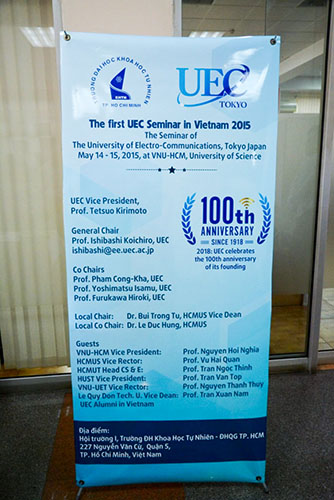 TRƯỜNG ĐẠI HỌC KHOA HỌC TỰ NHIÊN
TP. HỒ CHÍ MINH
UEC
TOKYO
The first UEC Seminar in Vietnam 2015
The Seminar of
The University of Electro-Communications, Tokyo Japan
May 14 - 15, 2015, at VNU-HCM, University of Science
UEC Vice President,
Prof. Tetsuo Kirimoto
General Chair
Prof. Ishibashi Koichiro, UEC
ishibashi@ee.uec.ac.jp
100th
ANNIVERSARY
SINCE 1918
2018: UEC celebrates
the 100th anniversary
of its founding
Co Chairs
Prof. Pham Cong-Kha, UEC
Prof. Yoshimatsu Isamu, UEC
Prof. Furukawa Hiroki, UEC
Local Chair: Dr. Bui Trong Tu, HCMUS Vice Dean
Local Co Chair: Dr. Le Duc Hung, HCMUS
Guests
VNU-HCM Vice President: Prof. Nguyen Hoi Nghia
HCMUS Vice Rector: Prof. Vu Hai Quan
HCMUT Head CS & E: Prof. Tran Ngoc Thinh
HUST Vice President: Prof. Tran Van Top
VNU-UET Vice Rector: Prof. Nguyen Thanh Thuy
Le Quy Don Tech. U. Vice Dean: Prof. Tran Xuan Nam
UEC Alumni in Vietnam
Địa điểm:
Hội trường I, Trường ĐH Khoa Học Tự Nhiên - ĐHQG TP. HCM
227 Nguyễn Văn Cừ, Quận 5,
TP. Hồ Chí Minh, Việt Nam